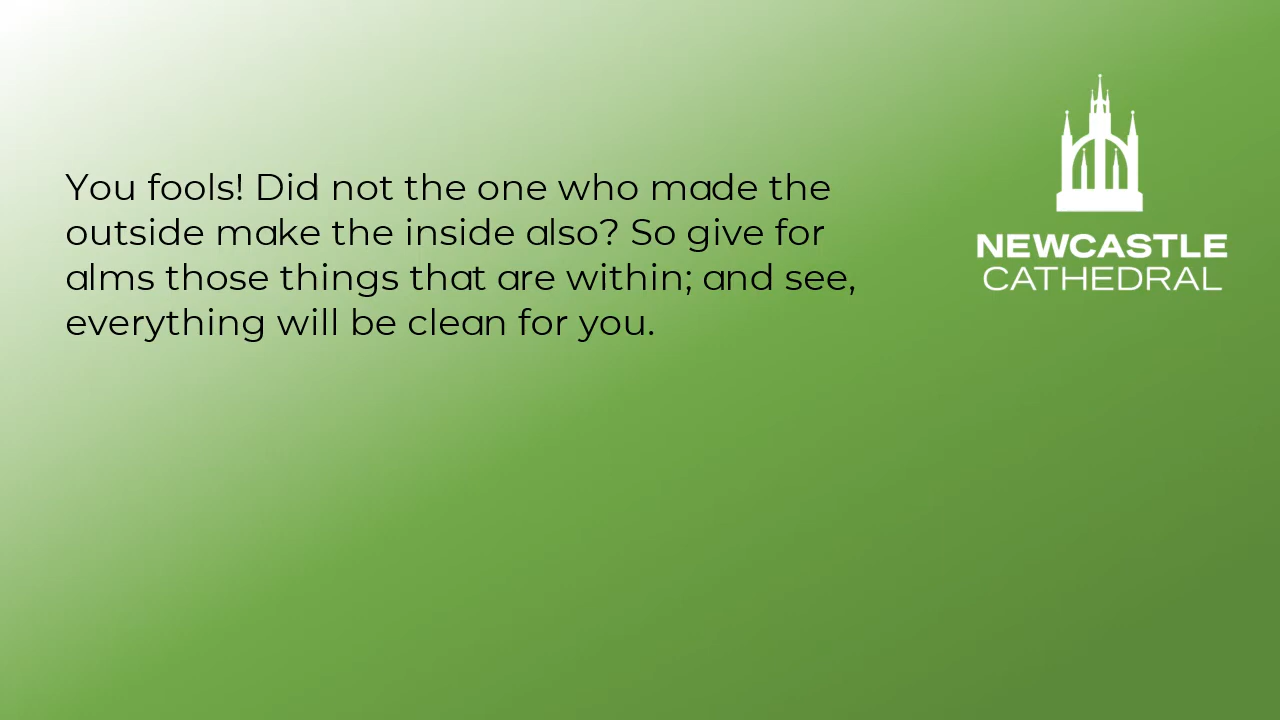 You fools! Did not the one who made the
outside make the inside also? So give for
alms those things that are within; and see,
everything will be clean for you.
NEWCASTLE
CATHEDRAL